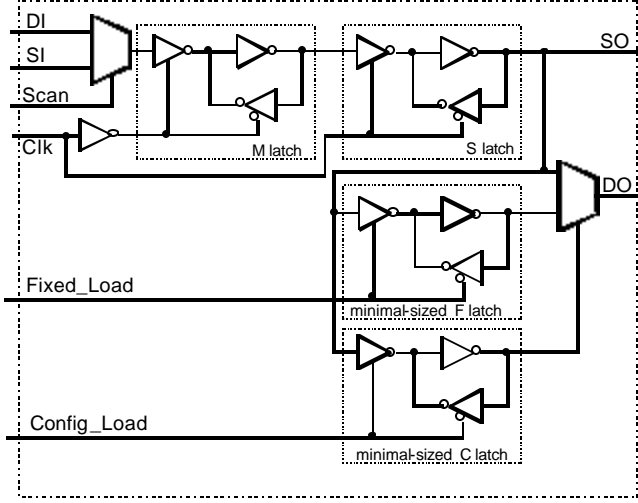 DI
SI
Scan
Clk
M latch
S latch
SO
DO
Fixed_Load
minimal-sized F latch
Config_Load
minimal-sized C latch